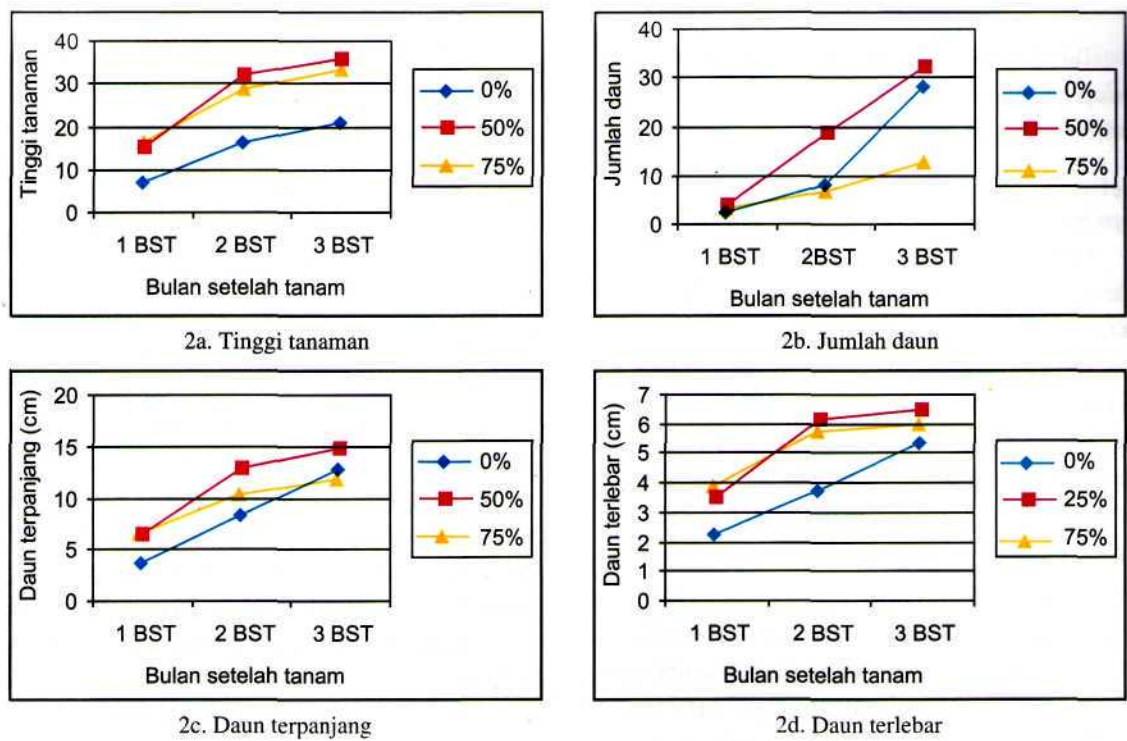 Tinggi tanaman
40
30
20
10
0
1 BST 2 BST 3 BST
Bulan setelah tanam
0%
50%
75%
2a. Tinggi tanaman
Jumlah daun
40
30
20
10
0
1 BST 2BST 3 BST
Bulan setelah tanam
0%
50%
75%
2b. Jumlah daun
Daun terpanjang (cm)
20
15
10
5
0
1 BST 2 BST 3 BST
Bulan setelah tanam
0%
50%
75%
2c. Daun terpanjang
Daun terlebar (cm)
7
6
5
4
3
2
1
0
1 BST 2 BST 3 BST
Bulan setelah tanam
0%
25%
75%
2d. Daun terlebar